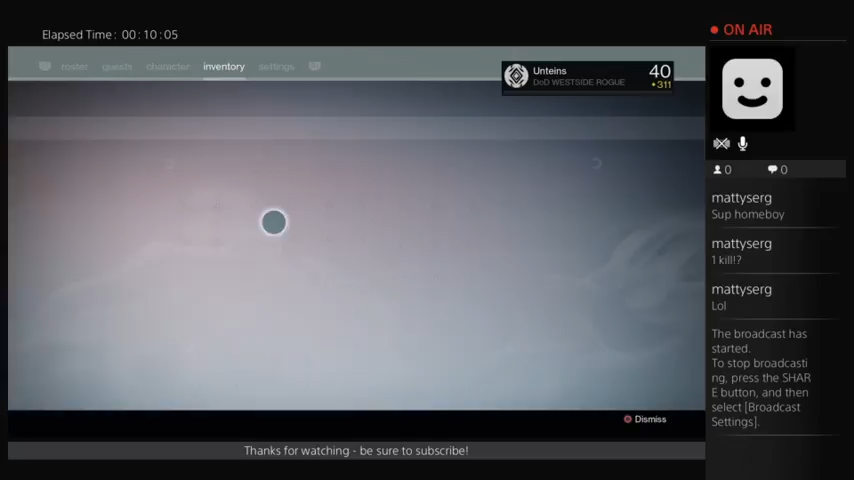 Elapsed Time: 00:10:05
ON AIR
roster quests character inventory settings
Unteins
DoD WESTSIDE ROGUE
40
311
0 0
mattyserg
Sup homeboy
mattyserg
1 kill!?
mattyserg
Lol
The broadcast has
started.
To stop broadcasti
ng, press the SHAR
E button, and then
select [Broadcast
Settings].
Dismiss
Thanks for watching - be sure to subscribe!